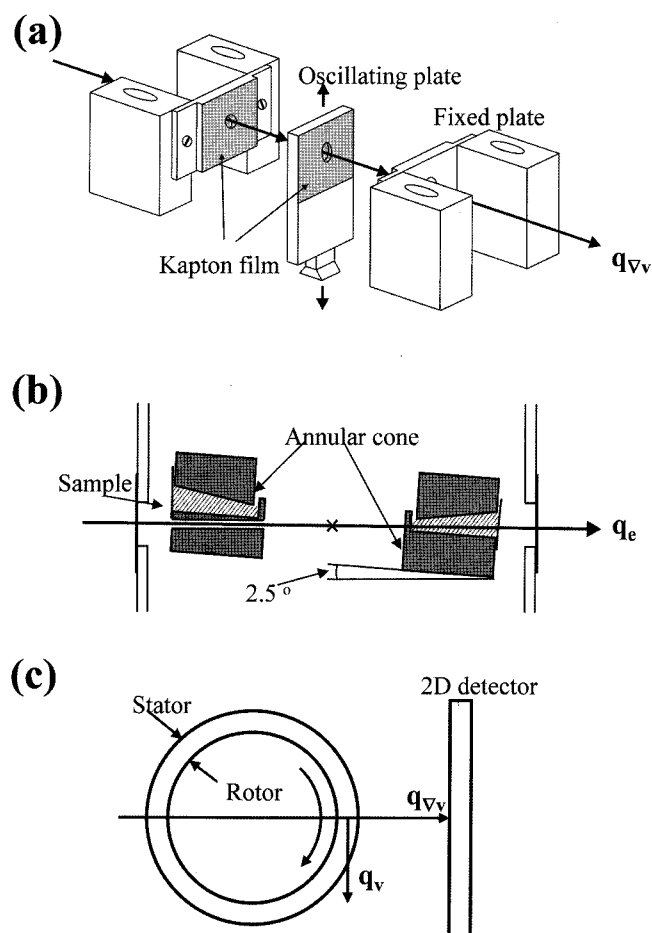 (a)
Oscillating plate
Fixed plate
Kapton film
q∇v
(b)
Annular cone
Sample
qe
2.5 o
(c)
2D detector
Stator
Rotor
q∇v
qv